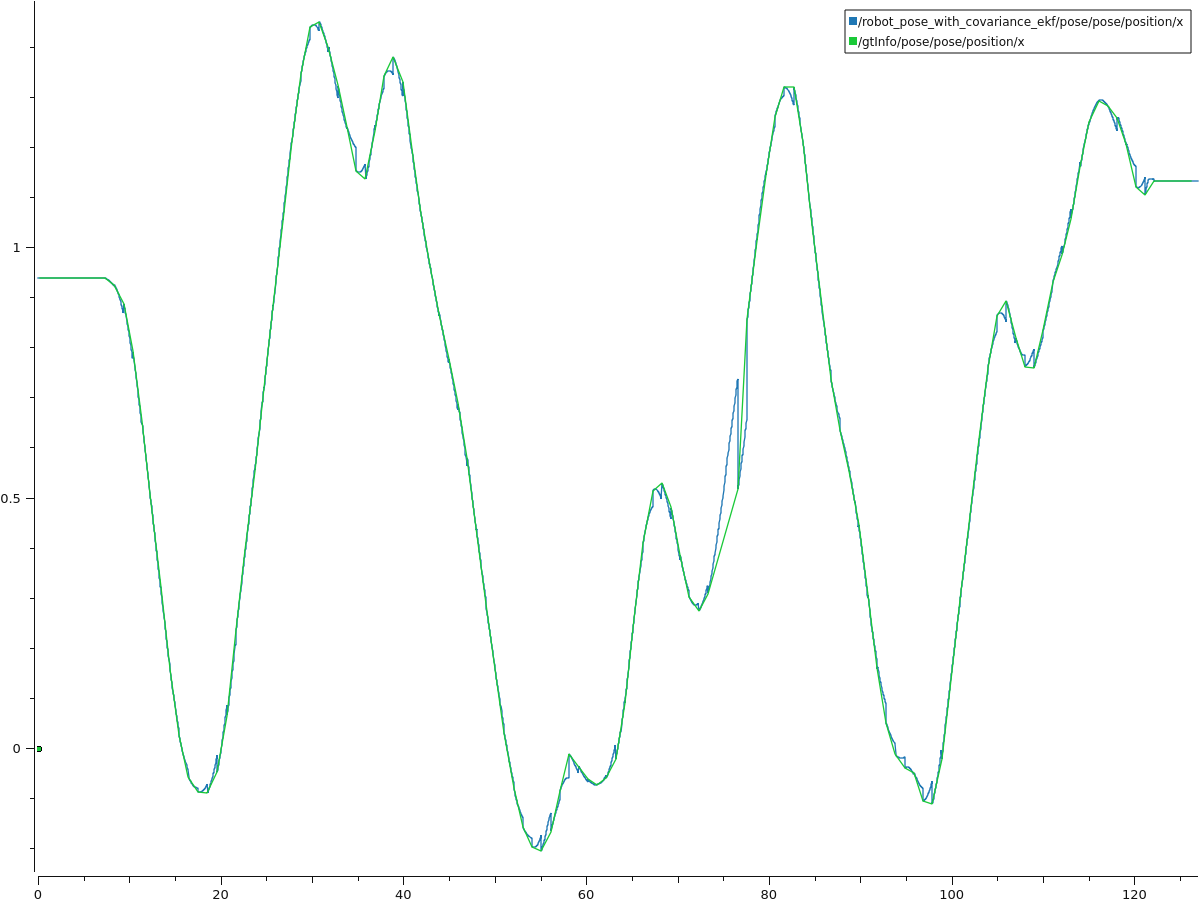 /robot_pose_with_covariance_ekf/pose/pose/position/x
/gtInfo/pose/pose/position/x
1
0.5
0
0 20 40 60 80 100 120